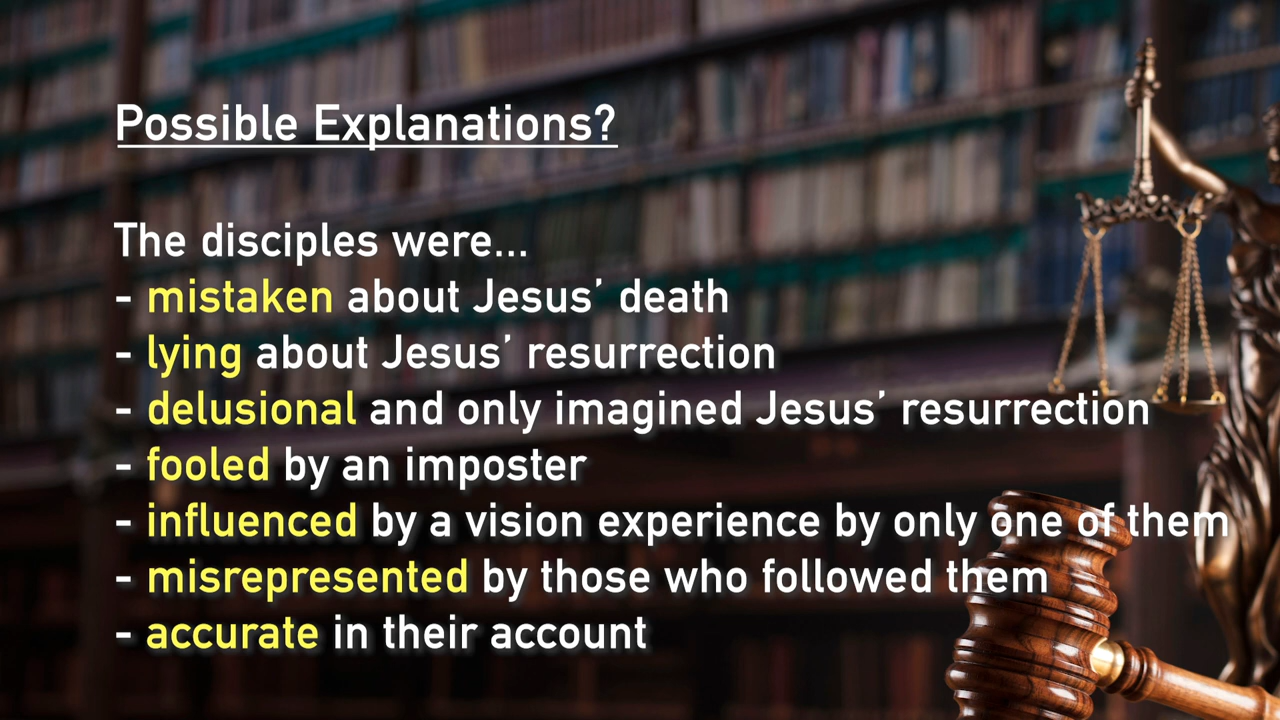 Possible Explanations?
The disciples were...
- mistaken about Jesus’ death
- lying about Jesus’ resurrection
- delusional and only imagined Jesus’ resurrection
- fooled by an imposter
- influenced by a vision experience by only one of them
- misrepresented by those who followed them
- accurate in their account